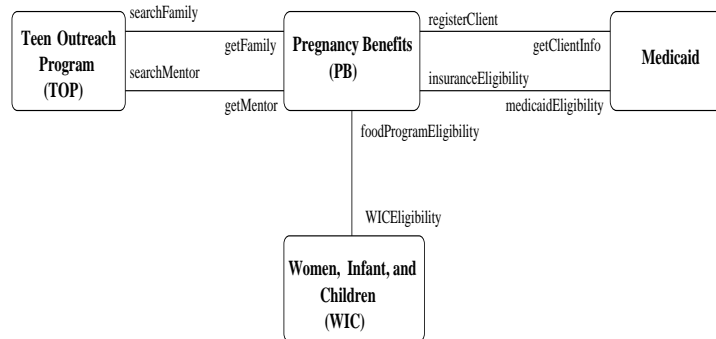 searchFamily
registerClient
Teen Outreach
Program
(TOP)
getFamily
Pregnancy Benefits
(PB)
getClientInfo
Medicaid
searchMentor
insuranceEligibility
getMentor
medicaidEligibility
foodProgramEligibility
WICEligibility
Women, Infant, and
Children
(WIC)